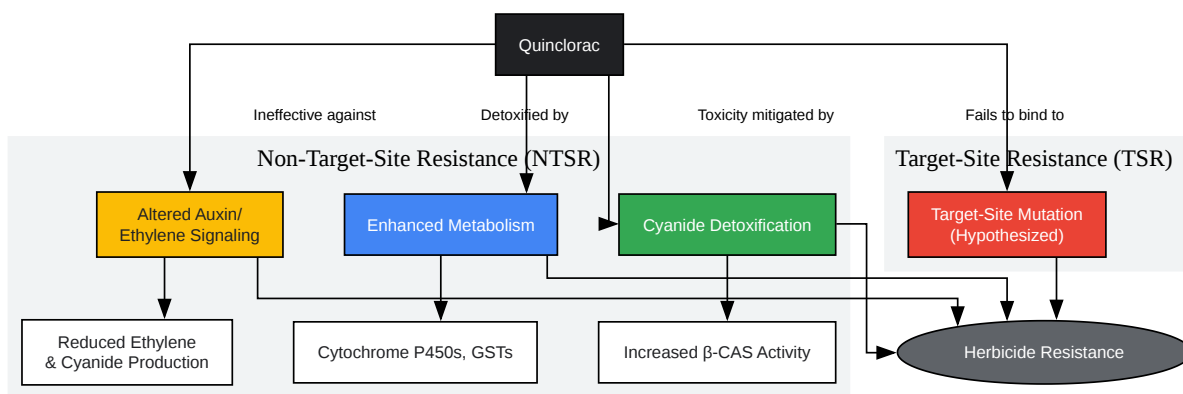 Quinclorac
Ineffective against
Detoxified by
Toxicity mitigated by
Fails to bind to
Non-Target-Site Resistance (NTSR)
Target-Site Resistance (TSR)
Altered Auxin/
Ethylene Signaling
Enhanced Metabolism
Cyanide Detoxification
Target-Site Mutation
(Hypothesized)
Reduced Ethylene
& Cyanide Production
Cytochrome P450s, GSTs
Increased β-CAS Activity
Herbicide Resistance